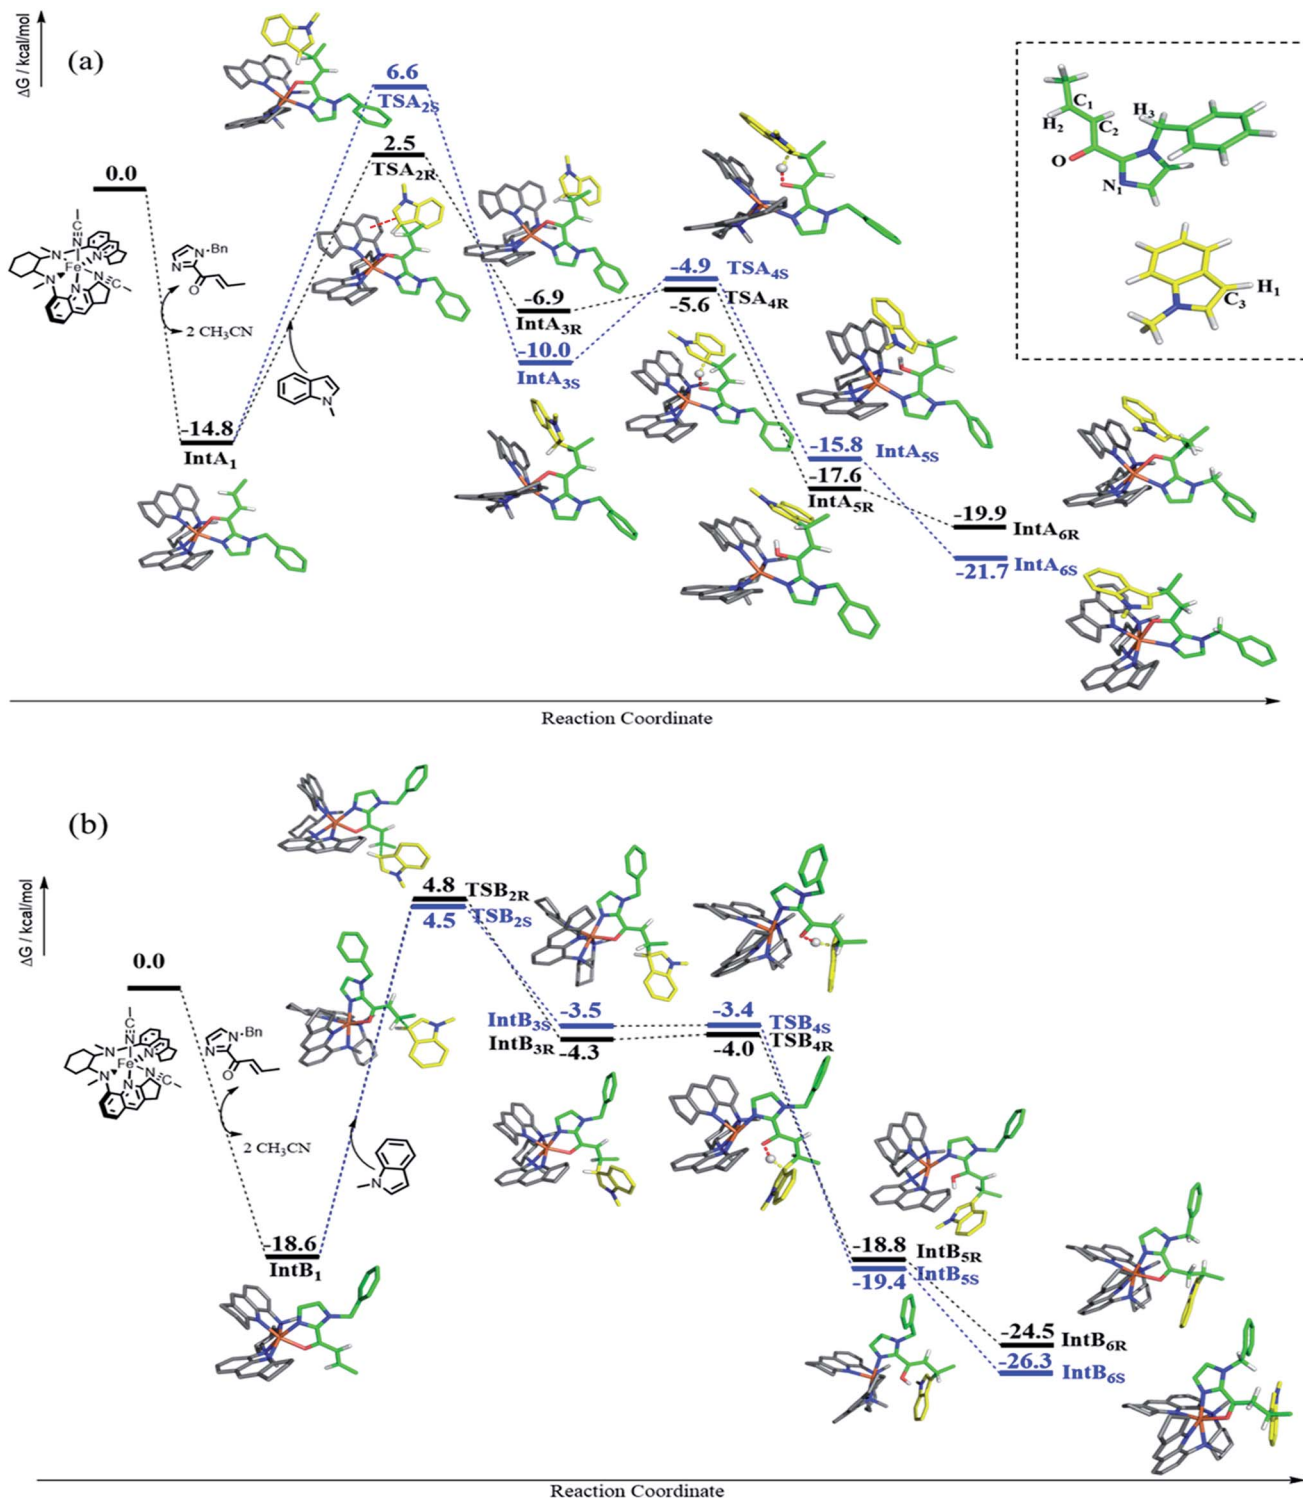 ΔG / kcal/mol
(a)
6.6
TSA2S
2.5
TSA2R
0.0
N
N
N
N
N
N
C
C
Fe
N
N
Bn
O
2 CH3CN
-14.8
IntA1
N
-6.9
IntA3R
-10.0
IntA3S
-4.9
TSA4S
-5.6
TSA4R
-15.8
IntA5S
-17.6
IntA5R
-19.9
IntA6R
-21.7
IntA6S
C1
H2
C2
H3
O
N1
H1
C3
Reaction Coordinate
(b)
ΔG / kcal/mol
4.8
TSB2R
4.5
TSB2S
0.0
N
N
N
N
N
N
C
C
Fe
N
N
Bn
O
2 CH3CN
N
-18.6
IntB1
-3.5
IntB3S
-4.3
IntB3R
-3.4
TSB4S
-4.0
TSB4R
-18.8
IntB5R
-19.4
IntB5S
-24.5
IntB6R
-26.3
IntB6S
Reaction Coordinate